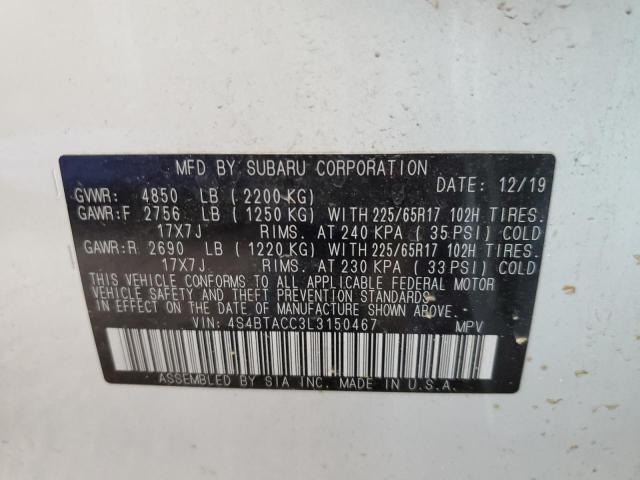 MFD BY SUBARU CORPORATION
DATE: 12/19
GVWR: 4850 LB (2200 KG)
GAWR:F 2756 LB (1250 KG) WITH 225/65R17 102H TIRES.
17X7J RIMS. AT 240 KPA (35 PSI) COLD
GAWR:R 2690 LB (1220 KG) WITH 225/65R17 102H TIRES.
17X7J RIMS. AT 230 KPA (33 PSI) COLD
THIS VEHICLE CONFORMS TO ALL APPLICABLE FEDERAL MOTOR
VEHICLE SAFETY AND THEFT PREVENTION STANDARDS
IN EFFECT ON THE DATE OF MANUFACTURE SHOWN ABOVE.
VIN: 4S4BTACC3L3150467 MPV
ASSEMBLED BY SIA INC. MADE IN U.S.A.